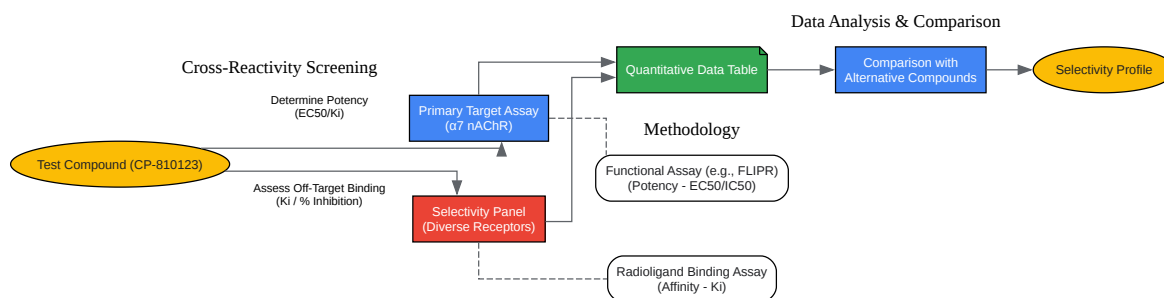 Data Analysis & Comparison
Cross-Reactivity Screening
Quantitative Data Table
Comparison with
Alternative Compounds
Selectivity Profile
Determine Potency
(EC50/Ki)
Primary Target Assay
(α7 nAChR)
Methodology
Test Compound (CP-810123)
Functional Assay (e.g., FLIPR)
(Potency - EC50/IC50)
Assess Off-Target Binding
(Ki / % Inhibition)
Selectivity Panel
(Diverse Receptors)
Radioligand Binding Assay
(Affinity - Ki)